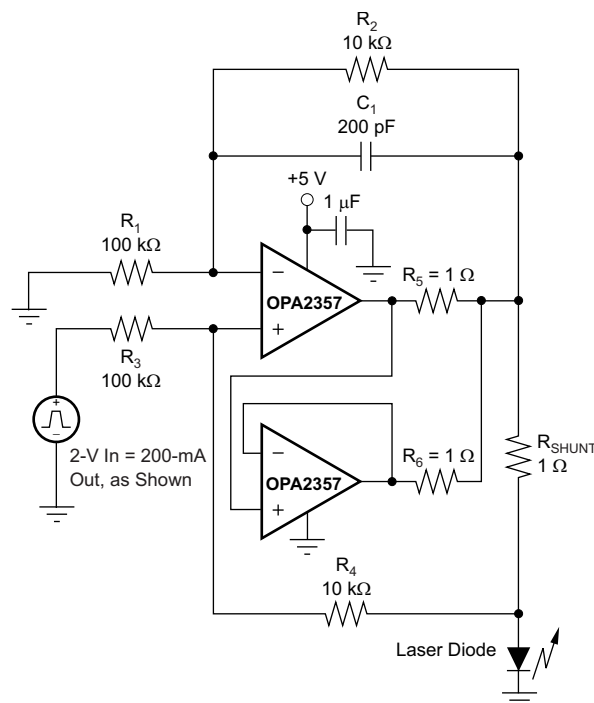 R2
10 kΩ
C1
200 pF
+5 V
1 μF
R1
100 kΩ
−
OPA2357
+
R5 = 1 Ω
R3
100 kΩ
+
−
2-V In = 200-mA
Out, as Shown
−
OPA2357
+
R6 = 1 Ω
RSHUNT
1 Ω
R4
10 kΩ
Laser Diode